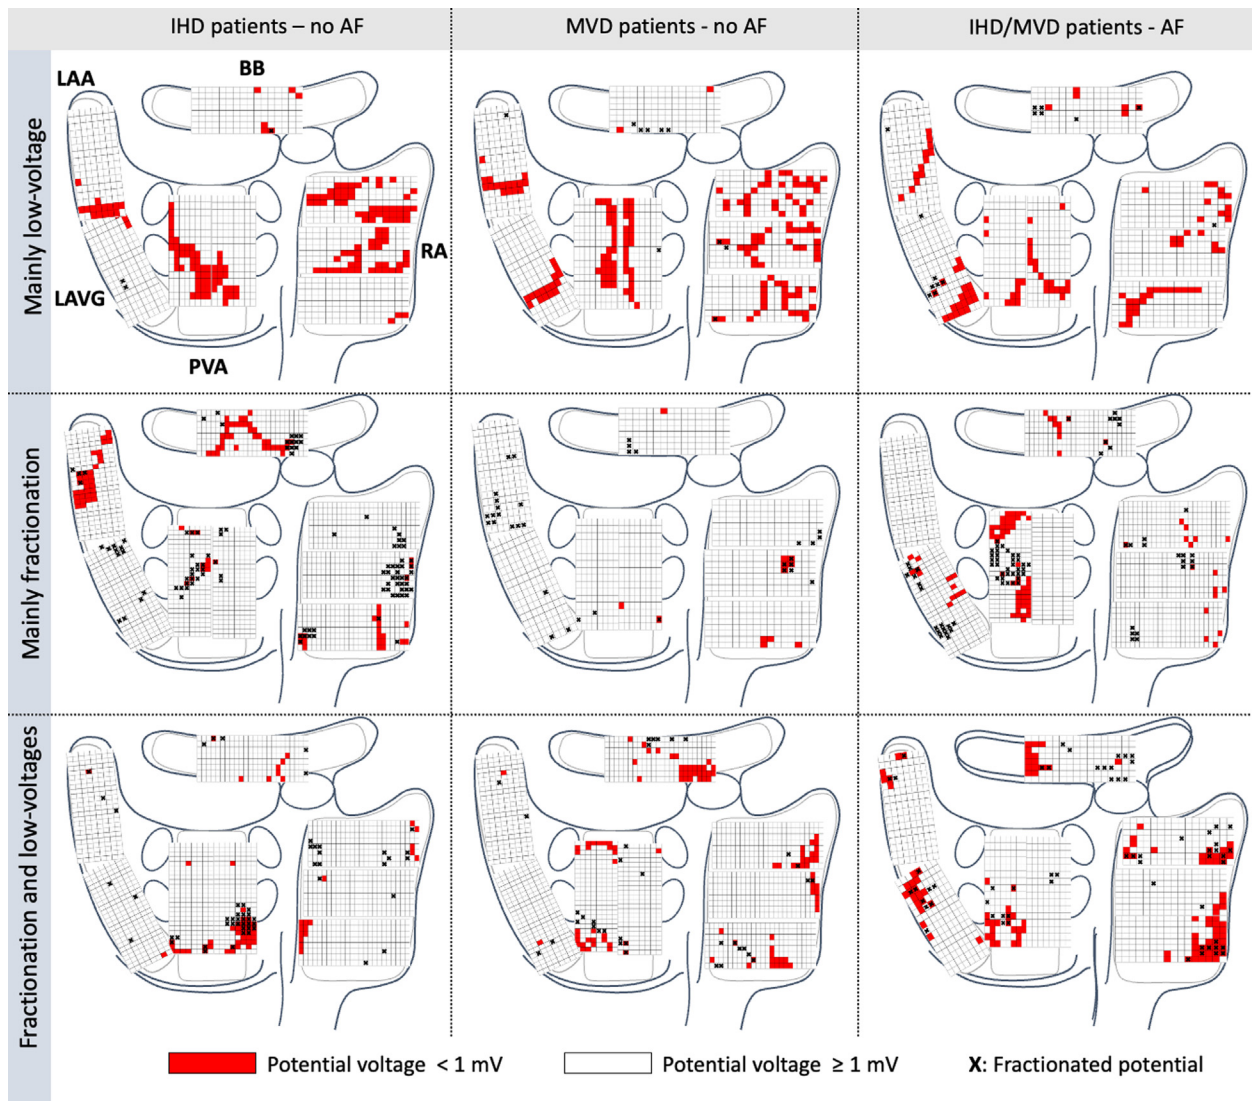 IHD patients – no AF
MVD patients - no AF
IHD/MVD patients - AF
Mainly low-voltage
LAA
BB
RA
LAVG
PVA
Mainly fractionation
Fractionation and low-voltages
Potential voltage < 1 mV
Potential voltage ≥ 1 mV
X: Fractionated potential